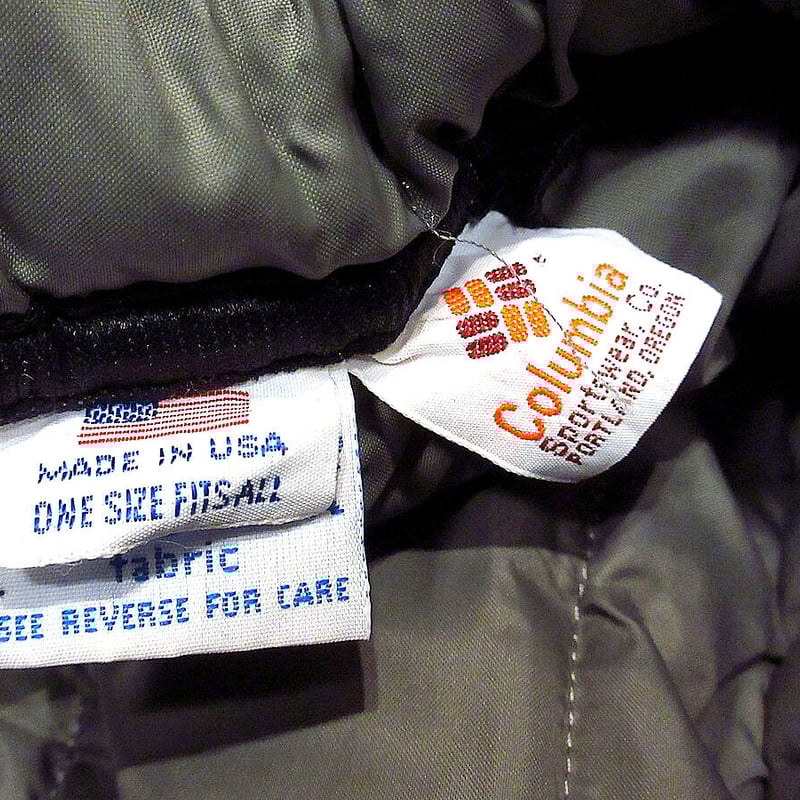 MADE IN USA
ONE SIZE FITS ALL
fabric
SEE REVERSE FOR CARE
Columbia
Sportswear Co.
PORTLAND, OREGON